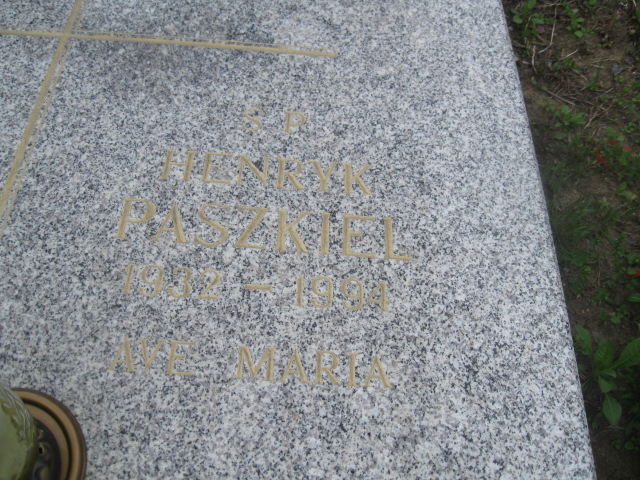 Ś.P.
HENRYK
PASZKIEL
1932 – 1994
AVE MARIA